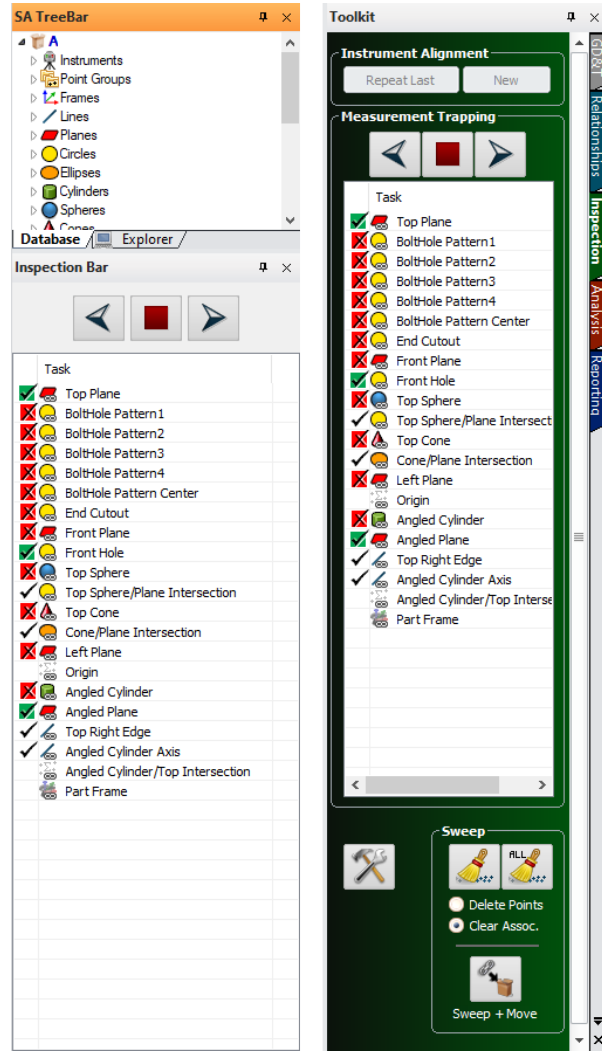 SA TreeBar
A
Instruments
Point Groups
Frames
Lines
Planes
Circles
Ellipses
Cylinders
Spheres
Cones
Database
Explorer
Inspection Bar
Task
Top Plane
BoltHole Pattern1
BoltHole Pattern2
BoltHole Pattern3
BoltHole Pattern4
BoltHole Pattern Center
End Cutout
Front Plane
Front Hole
Top Sphere
Top Sphere/Plane Intersection
Top Cone
Cone/Plane Intersection
Left Plane
Origin
Angled Cylinder
Angled Plane
Top Right Edge
Angled Cylinder Axis
Angled Cylinder/Top Intersection
Part Frame
Toolkit
Instrument Alignment
Repeat Last
New
Measurement Trapping
Task
Top Plane
BoltHole Pattern1
BoltHole Pattern2
BoltHole Pattern3
BoltHole Pattern4
BoltHole Pattern Center
End Cutout
Front Plane
Front Hole
Top Sphere
Top Sphere/Plane Intersect
Top Cone
Cone/Plane Intersection
Left Plane
Origin
Angled Cylinder
Angled Plane
Top Right Edge
Angled Cylinder Axis
Angled Cylinder/Top Interse
Part Frame
Sweep
ALL
Delete Points
Clear Assoc.
Sweep + Move
GD&T
Relationships
Inspection
Analysis
Reporting